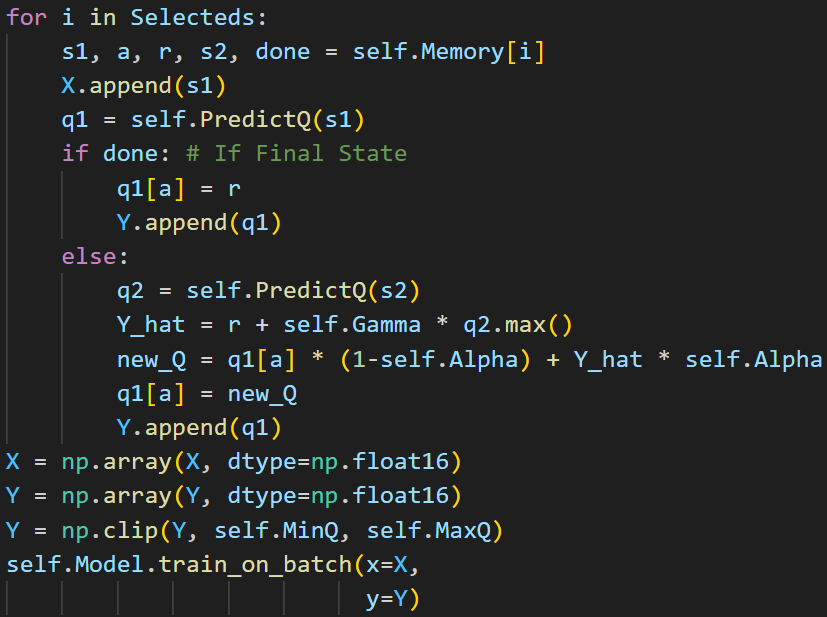 for i in Selecteds:
    s1, a, r, s2, done = self.Memory[i]
    X.append(s1)
    q1 = self.PredictQ(s1)
    if done: # If Final State
        q1[a] = r
        Y.append(q1)
    else:
        q2 = self.PredictQ(s2)
        Y_hat = r + self.Gamma * q2.max()
        new_Q = q1[a] * (1-self.Alpha) + Y_hat * self.Alpha
        q1[a] = new_Q
        Y.append(q1)
X = np.array(X, dtype=np.float16)
Y = np.array(Y, dtype=np.float16)
Y = np.clip(Y, self.MinQ, self.MaxQ)
self.Model.train_on_batch(x=X,
                          y=Y)